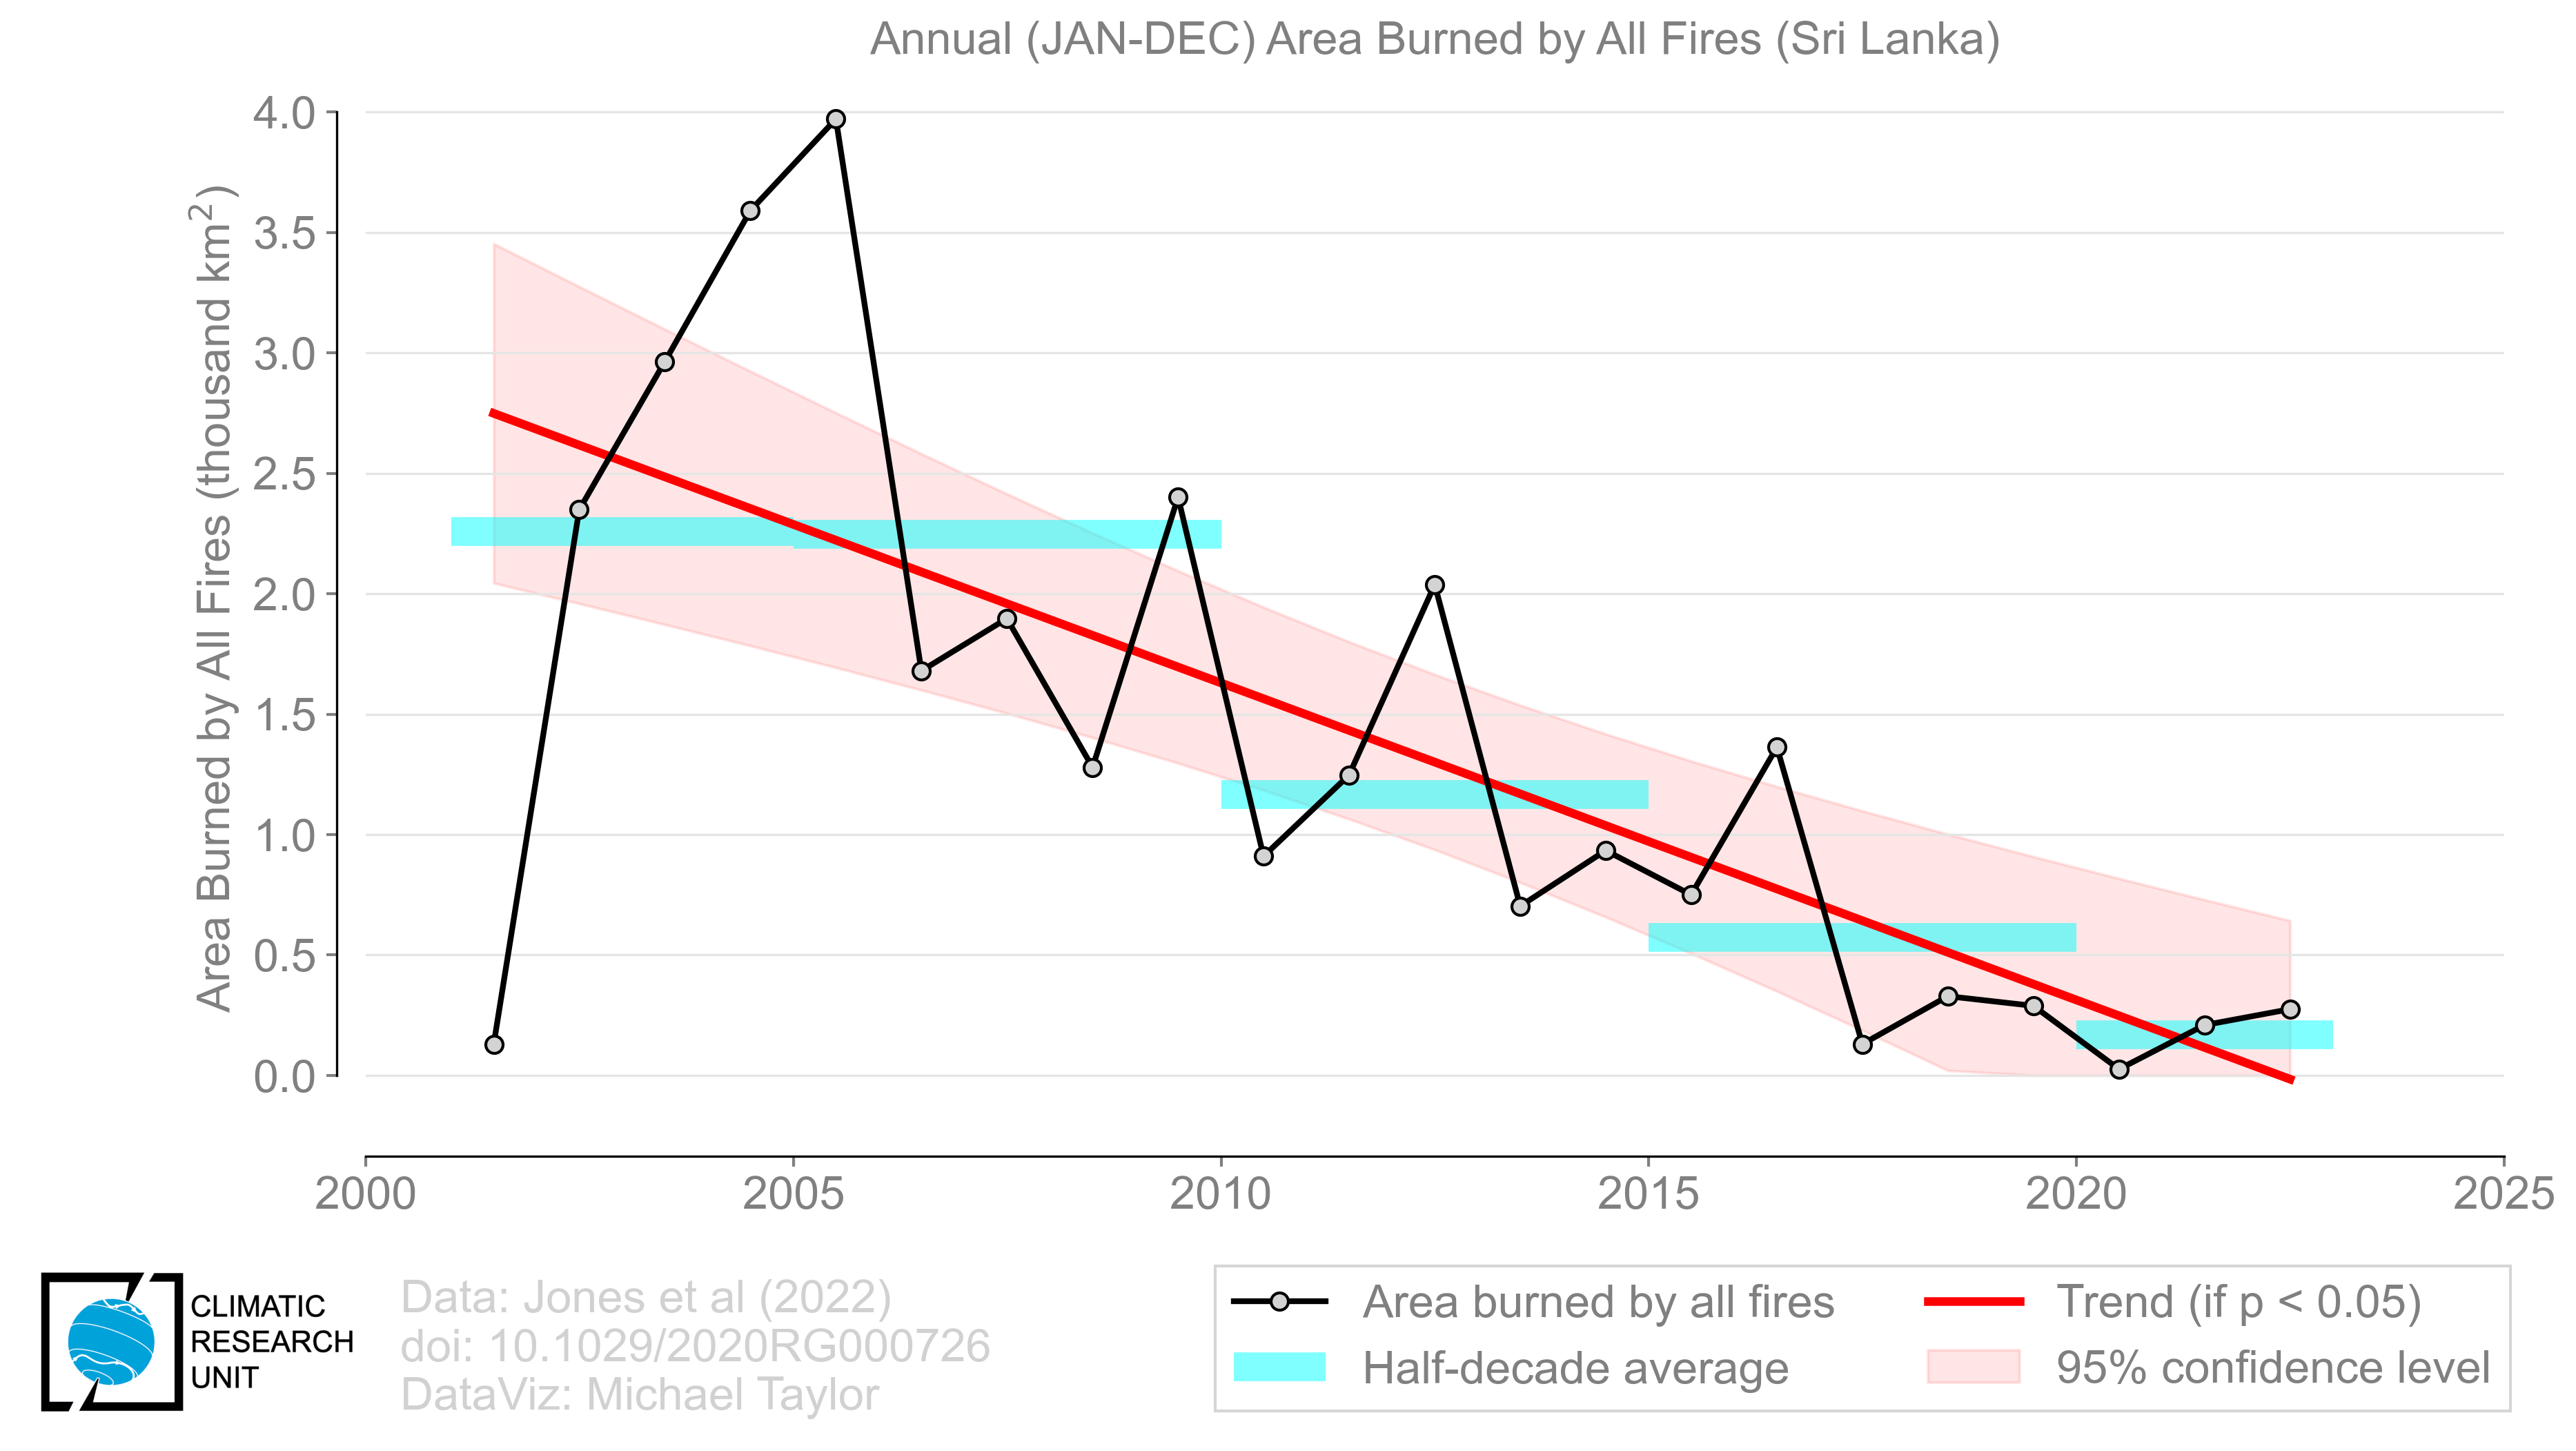 Annual (JAN-DEC) Area Burned by All Fires (Sri Lanka)
Area Burned by All Fires (thousand km²)
4.0
3.5
3.0
2.5
2.0
1.5
1.0
0.5
0.0
2000 2005 2010 2015 2020 2025
CLIMATIC
RESEARCH
UNIT
Data: Jones et al (2022)
doi: 10.1029/2020RG000726
DataViz: Michael Taylor
Area burned by all fires
Half-decade average
Trend (if p < 0.05)
95% confidence level